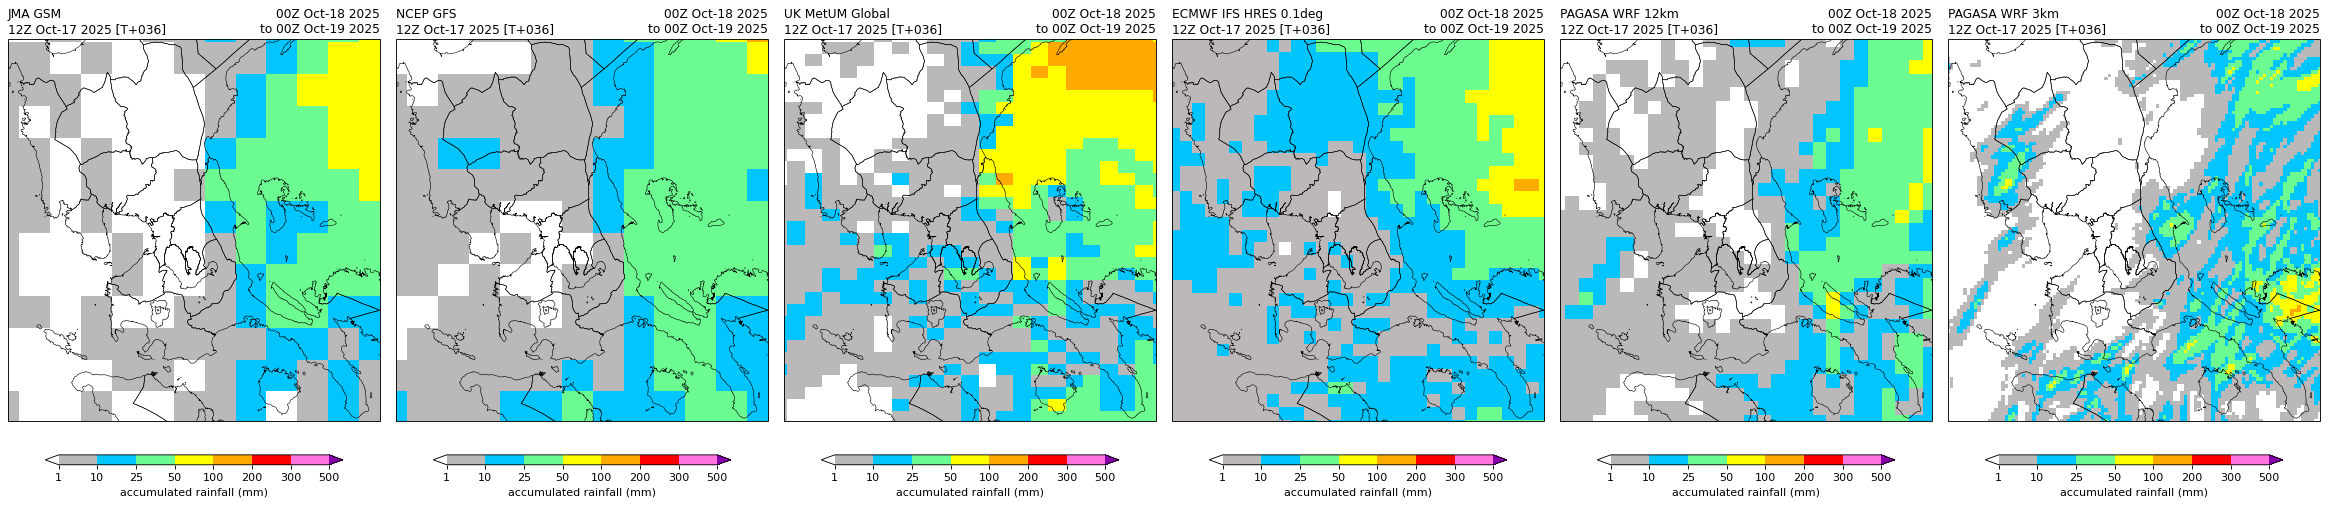 JMA GSM 00Z Oct-18 2025
12Z Oct-17 2025 [T+036] to 00Z Oct-19 2025
1 10 25 50 100 200 300 500
accumulated rainfall (mm)
NCEP GFS 00Z Oct-18 2025
12Z Oct-17 2025 [T+036] to 00Z Oct-19 2025
1 10 25 50 100 200 300 500
accumulated rainfall (mm)
UK MetUM Global 00Z Oct-18 2025
12Z Oct-17 2025 [T+036] to 00Z Oct-19 2025
1 10 25 50 100 200 300 500
accumulated rainfall (mm)
ECMWF IFS HRES 0.1deg 00Z Oct-18 2025
12Z Oct-17 2025 [T+036] to 00Z Oct-19 2025
1 10 25 50 100 200 300 500
accumulated rainfall (mm)
PAGASA WRF 12km 00Z Oct-18 2025
12Z Oct-17 2025 [T+036] to 00Z Oct-19 2025
1 10 25 50 100 200 300 500
accumulated rainfall (mm)
PAGASA WRF 3km 00Z Oct-18 2025
12Z Oct-17 2025 [T+036] to 00Z Oct-19 2025
1 10 25 50 100 200 300 500
accumulated rainfall (mm)